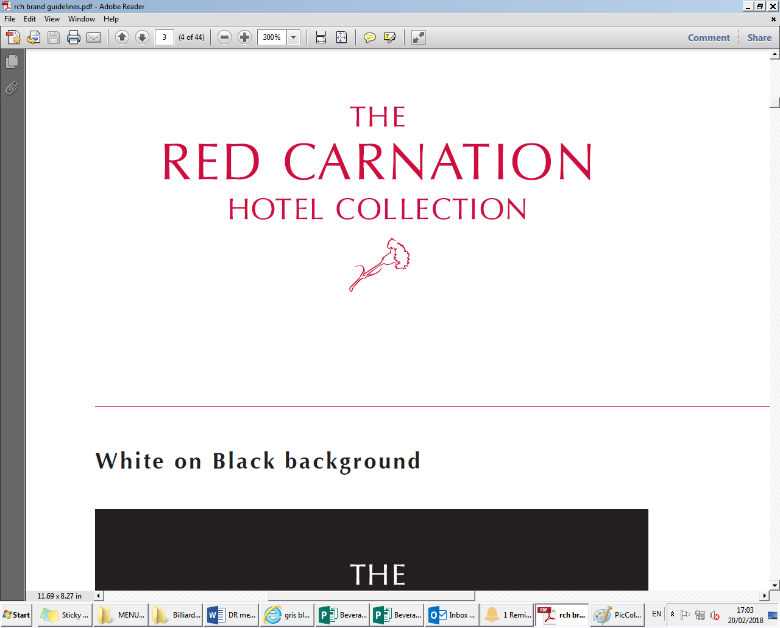 rch brand guidelines.pdf - Adobe Reader
File Edit View Window Help
3 (4 of 44) 300% Comment Share
THE
RED CARNATION
HOTEL COLLECTION
White on Black background
THE
11.69 x 8.27 in
Start Sticky ... MENU... Billiard... DR me... gris bl... Bevera... Bevera... Inbox ... 1 Remi... rch br... PicCol... EN 17:03
20/02/2018